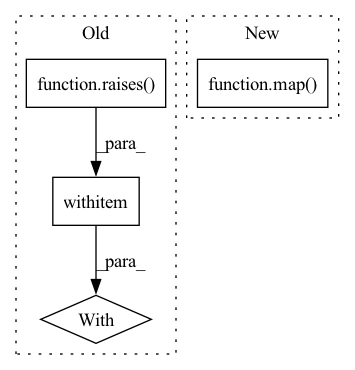 Old
New
function.raises()
function.map()
_para_
withitem
_para_
With